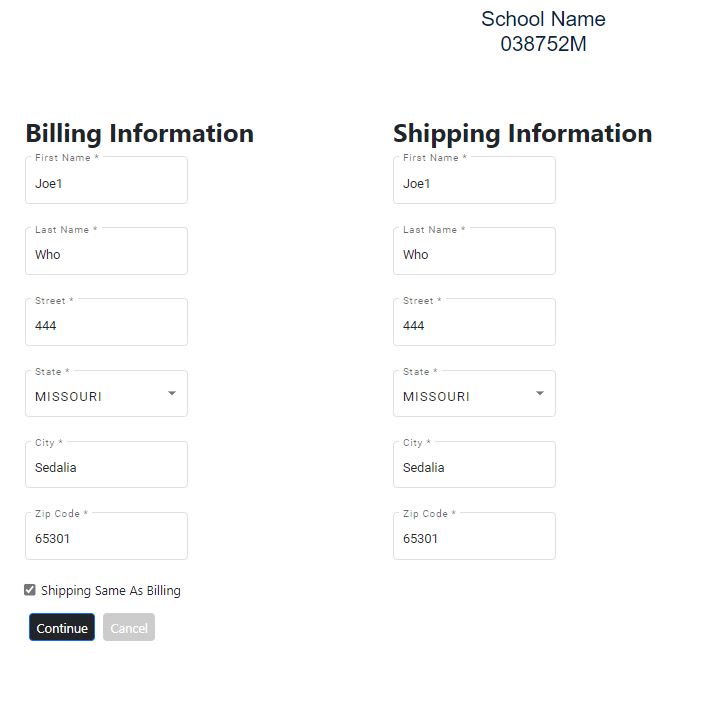 School Name
038752M
Billing Information
First Name *
Joe1
Last Name *
Who
Street *
444
State *
MISSOURI
City *
Sedalia
Zip Code *
65301
Shipping Same As Billing
Continue Cancel
Shipping Information
First Name *
Joe1
Last Name *
Who
Street *
444
State *
MISSOURI
City *
Sedalia
Zip Code *
65301